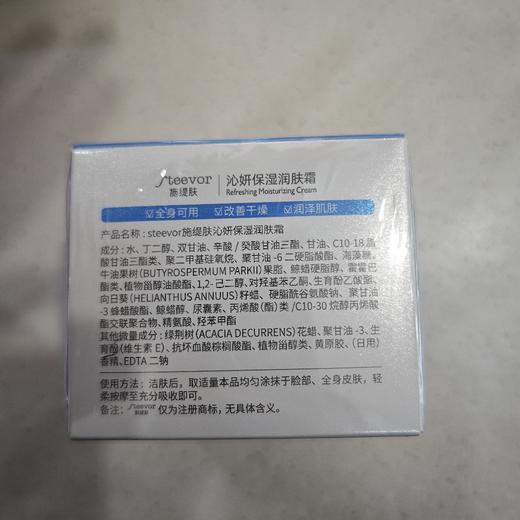 steevor 沁妍保湿润肤霜
施缇肤 Refreshing Moisturizing Cream
全身可用 改善干燥 润泽肌肤
产品名称: steevor施缇肤沁妍保湿润肤霜
成分: 水、丁二醇、双甘油、辛酸/癸酸甘油三酯、甘油、C10-18脂
酸甘油三酯类、聚二甲基硅氧烷、聚甘油-6二硬脂酸酯、海藻糖、
牛油果树(BUTYROSPERMUM PARKII)果脂、鲸蜡硬脂醇、霍霍巴
酯类、植物甾醇油酸酯、1,2-己二醇、对羟基苯乙酮、生育酚乙酸酯、
向日葵(HELIANTHUS ANNUUS)籽蜡、硬脂酰谷氨酸钠、聚甘油
-3蜂蜡酸酯、鲸蜡醇、尿囊素、丙烯酸(酯)类/C10-30烷醇丙烯酸
酯交联聚合物、精氨酸、羟苯甲酯
其他微量成分: 绿荆树(ACACIA DECURRENS)花蜡、聚甘油-3、生
育酚(维生素E)、抗坏血酸棕榈酸酯、植物甾醇类、黄原胶、(日用)
香精、EDTA二钠
使用方法: 洁肤后，取适量本品均匀涂抹于脸部、全身皮肤，轻
柔按摩至充分吸收即可。
备注: steevor 施缇肤 仅为注册商标，无具体含义。